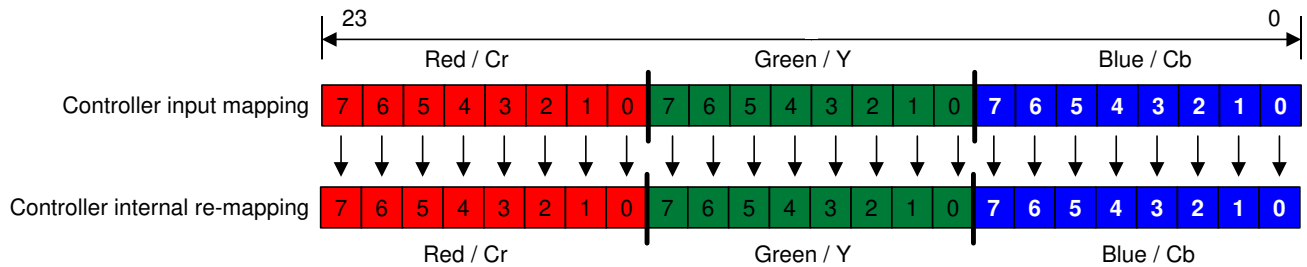 23 0
Red / Cr Green / Y Blue / Cb
Controller input mapping 7 6 5 4 3 2 1 0 7 6 5 4 3 2 1 0 7 6 5 4 3 2 1 0
Controller internal re-mapping 7 6 5 4 3 2 1 0 7 6 5 4 3 2 1 0 7 6 5 4 3 2 1 0
Red / Cr Green / Y Blue / Cb